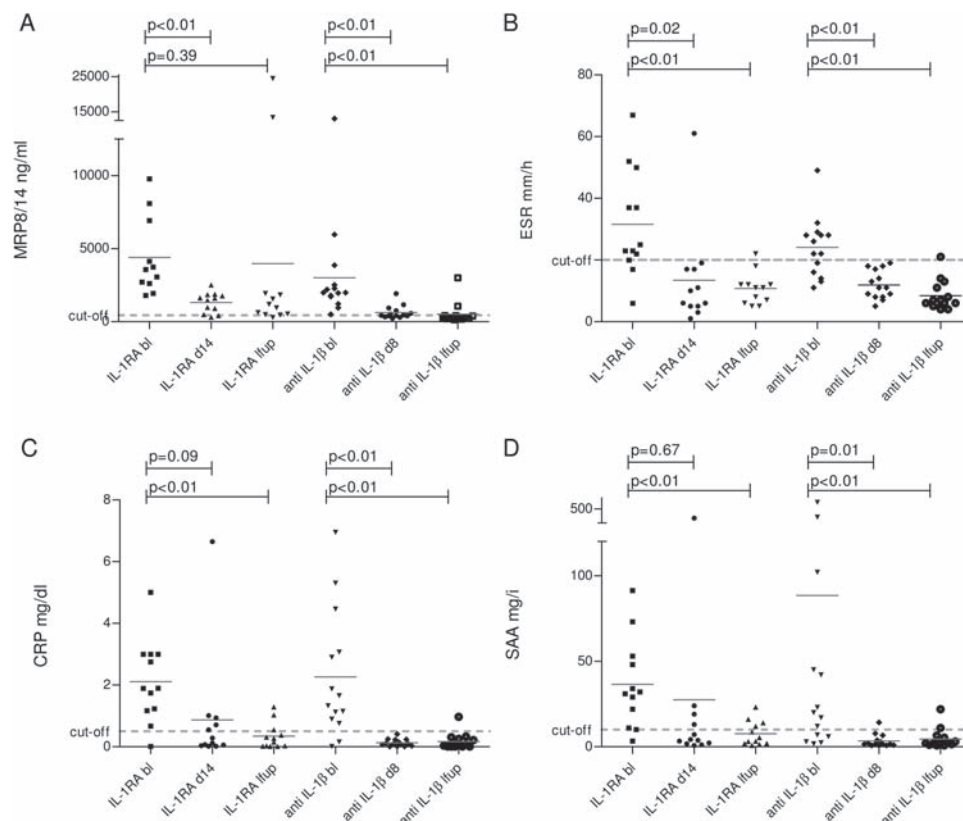 A
p<0.01
p<0.01
p=0.39
p<0.01
25000
15000
10000
5000
0
cut-off
MRP8/14 ng/ml
IL-1RA bl
IL-1RA d14
IL-1RA lfup
anti IL-1β bl
anti IL-1β d8
anti IL-1β lfup
B
p=0.02
p<0.01
p<0.01
p<0.01
80
60
40
20
0
cut-off
ESR mm/h
IL-1RA bl
IL-1RA d14
IL-1RA lfup
anti IL-1β bl
anti IL-1β d8
anti IL-1β lfup
C
p=0.09
p<0.01
p<0.01
p<0.01
8
6
4
2
0
cut-off
CRP mg/dl
IL-1RA bl
IL-1RA d14
IL-1RA lfup
anti IL-1β bl
anti IL-1β d8
anti IL-1β lfup
D
p=0.67
p=0.01
p<0.01
p<0.01
500
100
50
0
cut-off
SAA mg/i
IL-1RA bl
IL-1RA d14
IL-1RA lfup
anti IL-1β bl
anti IL-1β d8
anti IL-1β lfup